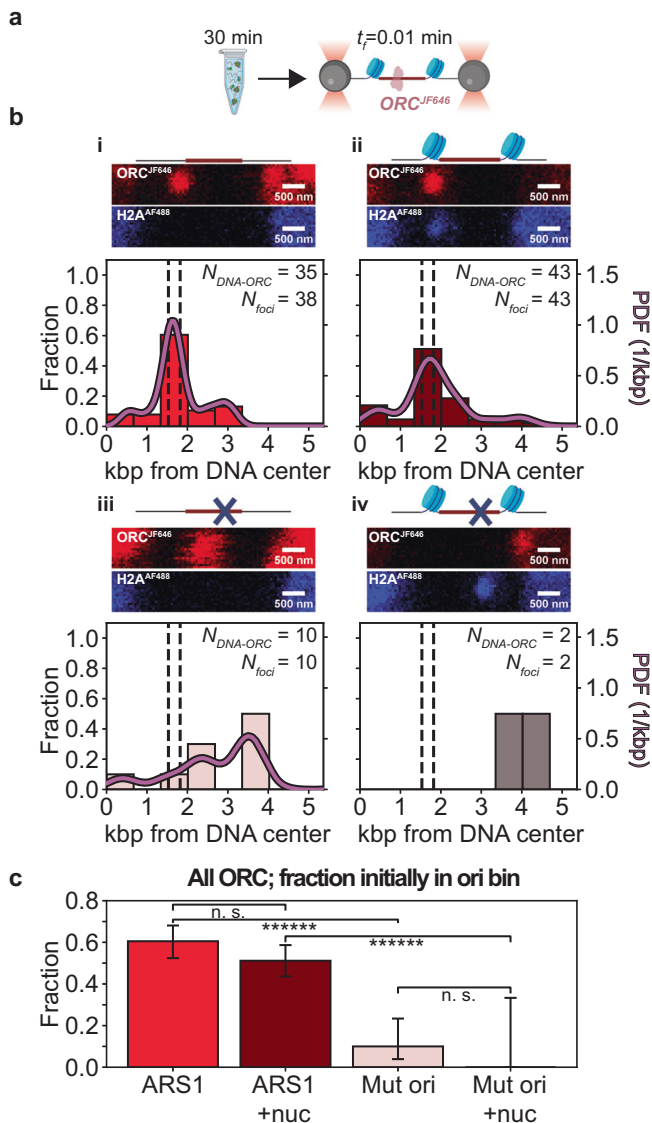 a
30 min
t_f=0.01 min
ORC^JF646
b
i
ii
ORC^JF646
500 nm
H2A^AF488
500 nm
ORC^JF646
500 nm
H2A^AF488
500 nm
N_DNA-ORC = 35
N_foci = 38
N_DNA-ORC = 43
N_foci = 43
Fraction
1.0
0.8
0.6
0.4
0.2
0.0
1.5
1.0
0.5
0.0
PDF (1/kbp)
0 1 2 3 4 5
0 1 2 3 4 5
kbp from DNA center
kbp from DNA center
iii
iv
ORC^JF646
500 nm
H2A^AF488
500 nm
ORC^JF646
500 nm
H2A^AF488
500 nm
N_DNA-ORC = 10
N_foci = 10
N_DNA-ORC = 2
N_foci = 2
Fraction
1.0
0.8
0.6
0.4
0.2
0.0
1.5
1.0
0.5
0.0
PDF (1/kbp)
0 1 2 3 4 5
0 1 2 3 4 5
kbp from DNA center
kbp from DNA center
c
All ORC; fraction initially in ori bin
Fraction
0.8
0.6
0.4
0.2
0.0
n. s.
******
******
n. s.
ARS1
ARS1
+nuc
Mut ori
Mut ori
+nuc